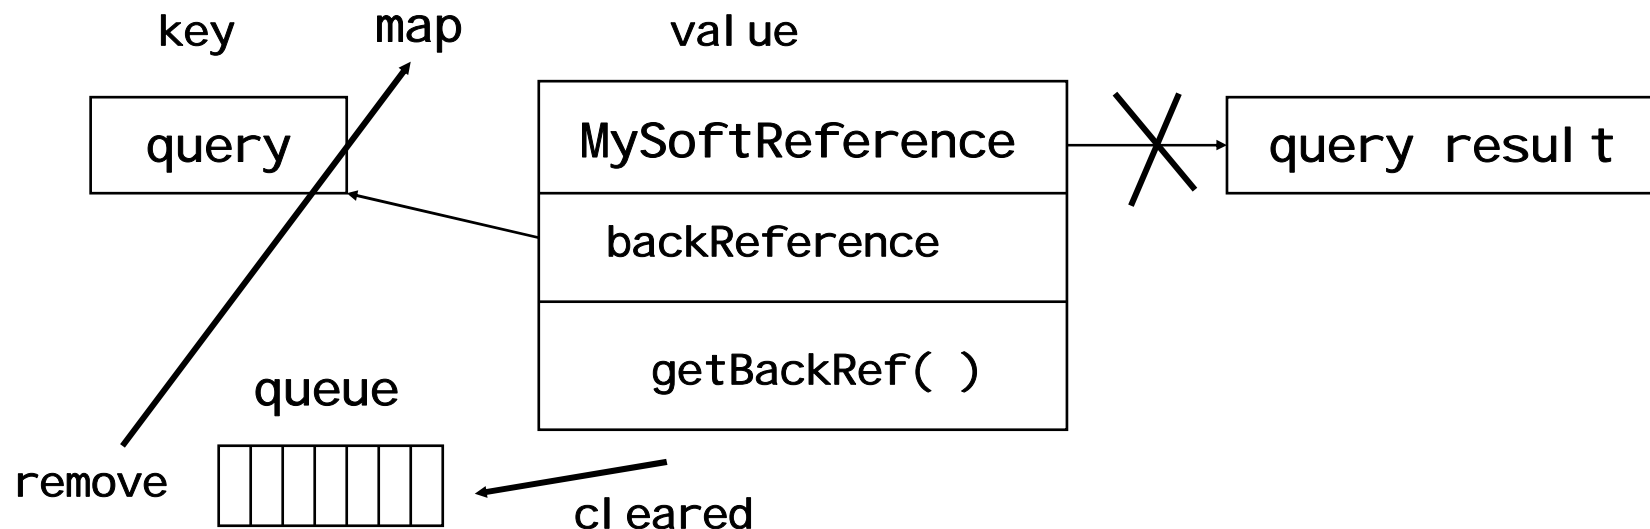 key
map
value
query
MySoftReference
query result
backReference
getBackRef( )
queue
remove
cleared